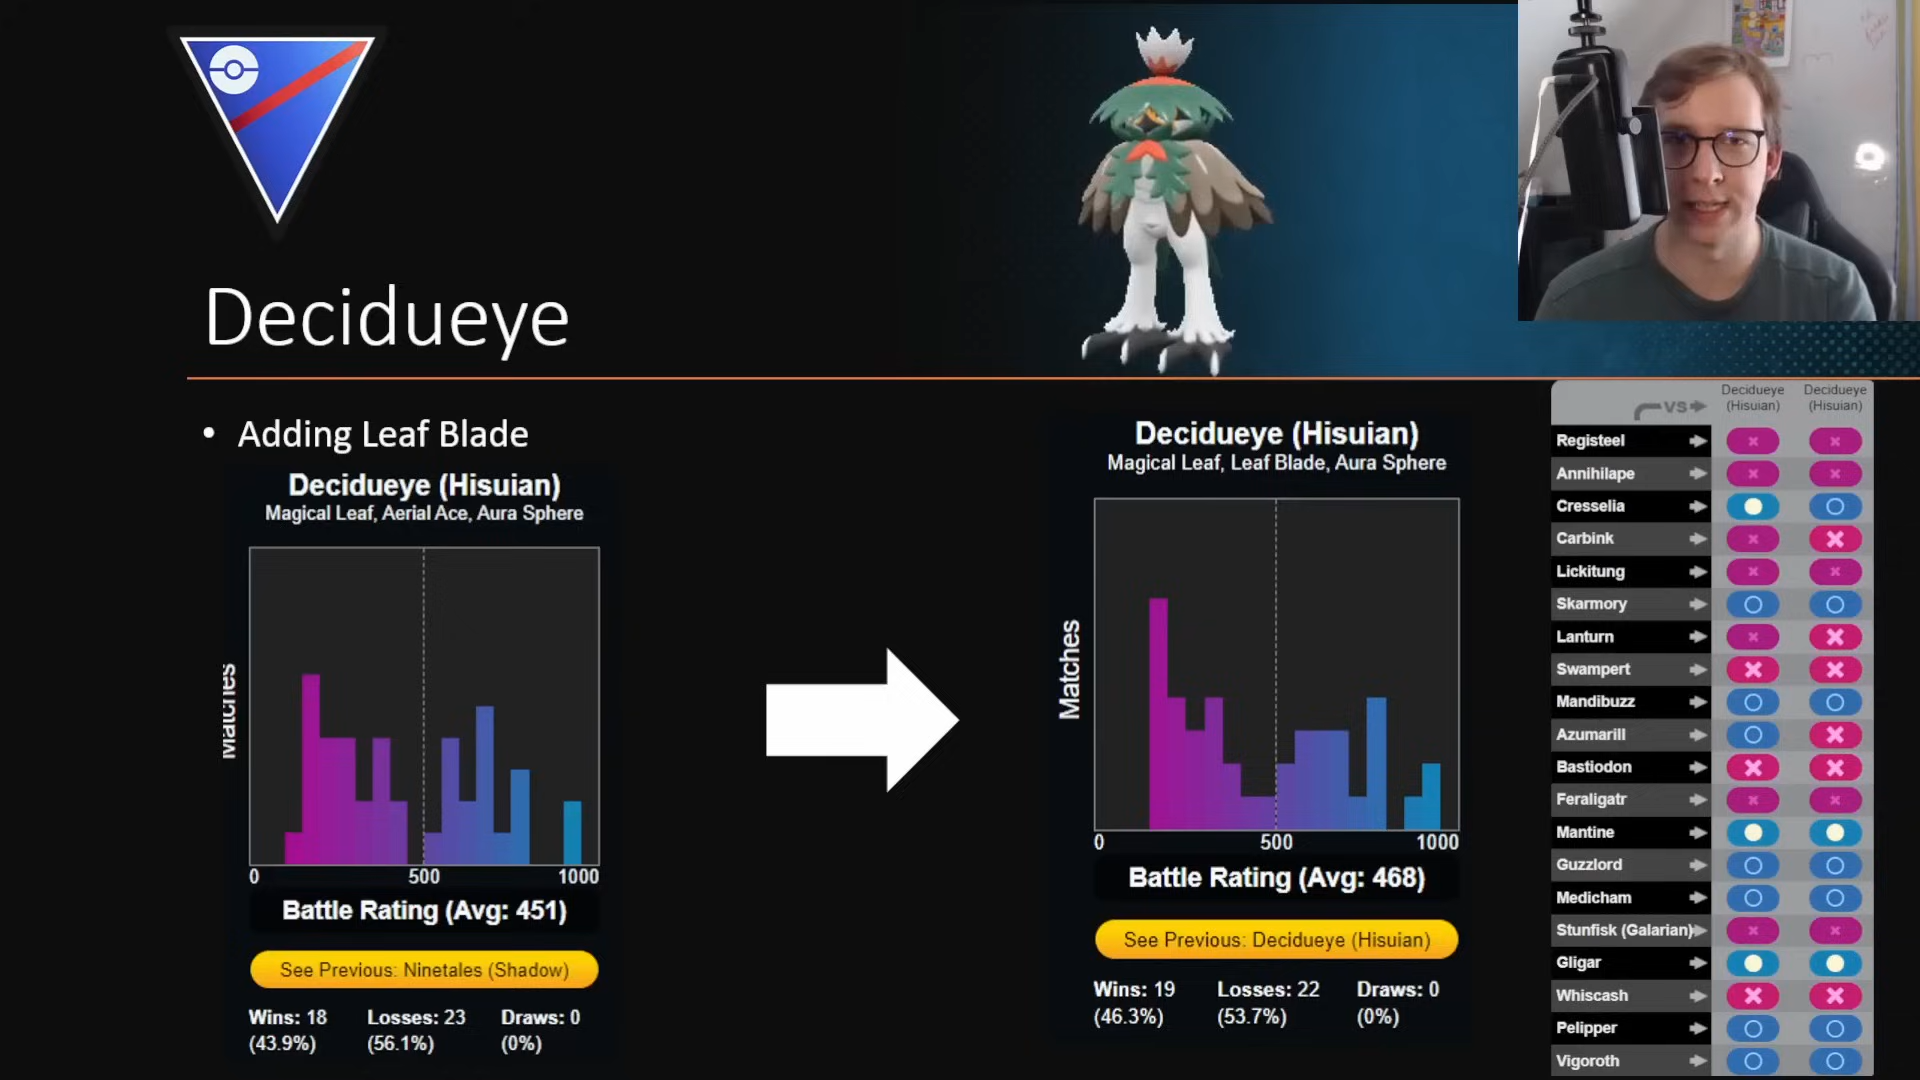 Decidueye
• Adding Leaf Blade
Decidueye (Hisuian)
Magical Leaf, Aerial Ace, Aura Sphere
Matches
0 500 1000
Battle Rating (Avg: 451)
See Previous: Ninetales (Shadow)
Wins: 18 Losses: 23 Draws: 0
(43.9%) (56.1%) (0%)
Decidueye (Hisuian)
Magical Leaf, Leaf Blade, Aura Sphere
Matches
0 500 1000
Battle Rating (Avg: 468)
See Previous: Decidueye (Hisuian)
Wins: 19 Losses: 22 Draws: 0
(46.3%) (53.7%) (0%)
VS Decidueye (Hisuian) Decidueye (Hisuian)
Registeel
Annihilape
Cresselia
Carbink
Lickitung
Skarmory
Lanturn
Swampert
Mandibuzz
Azumarill
Bastiodon
Feraligatr
Mantine
Guzzlord
Medicham
Stunfisk (Galarian)
Gligar
Whiscash
Pelipper
Vigoroth